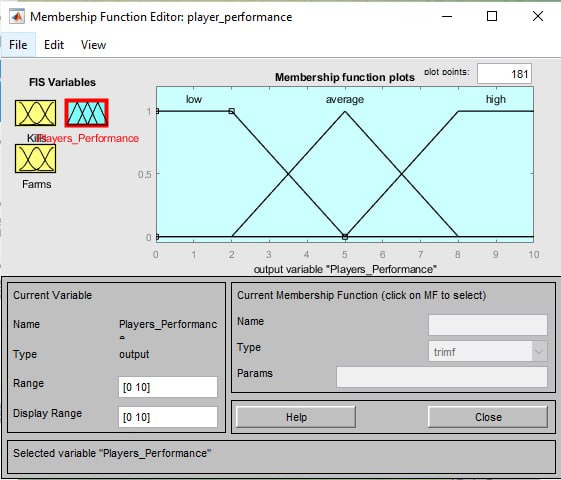 Membership Function Editor: player_performance
File Edit View
FIS Variables
Kills
Players_Performance
Farms
Membership function plots
plot points:
181
low average high
1
0.5
0
0 1 2 3 4 5 6 7 8 9 10
output variable "Players_Performance"
Current Variable
Name Players_Performanc
e
Type output
Range [0 10]
Display Range [0 10]
Current Membership Function (click on MF to select)
Name
Type trimf
Params
Help Close
Selected variable "Players_Performance"